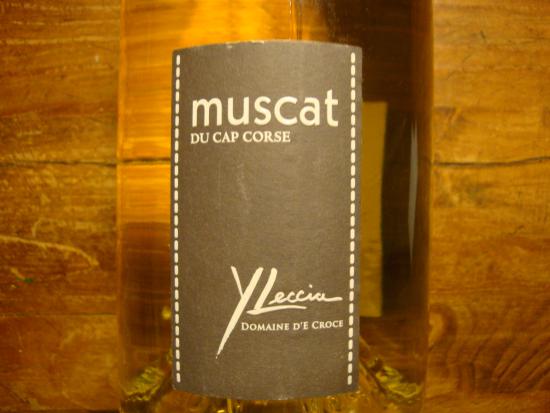 muscat
DU CAP CORSE
YLeccia
DOMAINE D'E CROCE